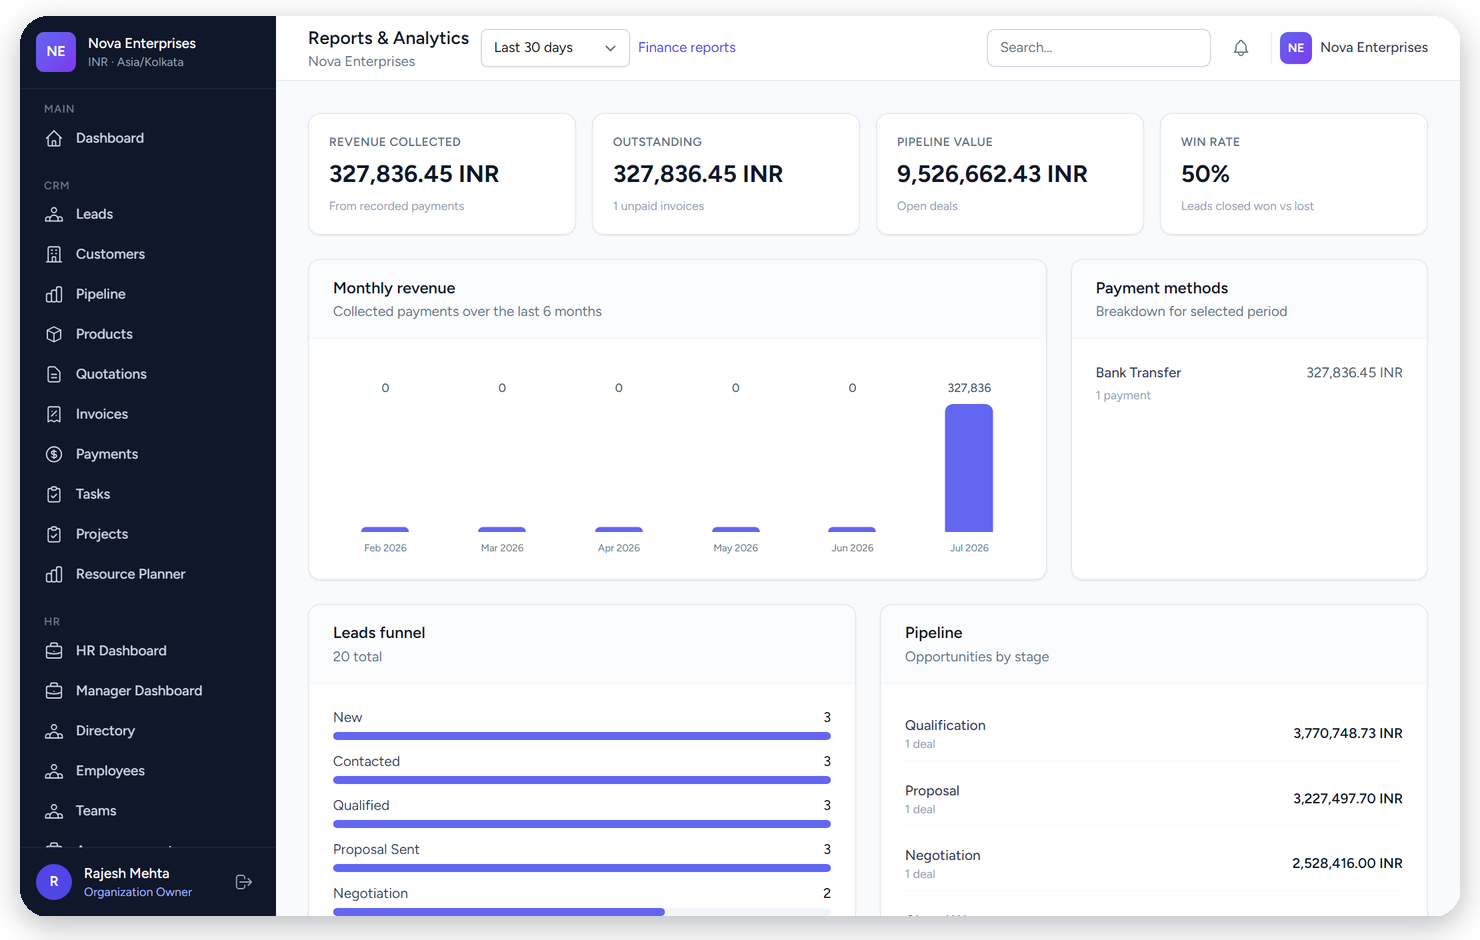 NE
Nova Enterprises
INR · Asia/Kolkata
MAIN
Dashboard
CRM
Leads
Customers
Pipeline
Products
Quotations
Invoices
Payments
Tasks
Projects
Resource Planner
HR
HR Dashboard
Manager Dashboard
Directory
Employees
Teams
R
Rajesh Mehta
Organization Owner
Reports & Analytics
Nova Enterprises
Last 30 days
Finance reports
Search...
NE
Nova Enterprises
REVENUE COLLECTED
327,836.45 INR
From recorded payments
OUTSTANDING
327,836.45 INR
1 unpaid invoices
PIPELINE VALUE
9,526,662.43 INR
Open deals
WIN RATE
50%
Leads closed won vs lost
Monthly revenue
Collected payments over the last 6 months
0 0 0 0 0 327,836
Feb 2026 Mar 2026 Apr 2026 May 2026 Jun 2026 Jul 2026
Payment methods
Breakdown for selected period
Bank Transfer 327,836.45 INR
1 payment
Leads funnel
20 total
New 3
Contacted 3
Qualified 3
Proposal Sent 3
Negotiation 2
Pipeline
Opportunities by stage
Qualification
1 deal
3,770,748.73 INR
Proposal
1 deal
3,227,497.70 INR
Negotiation
1 deal
2,528,416.00 INR